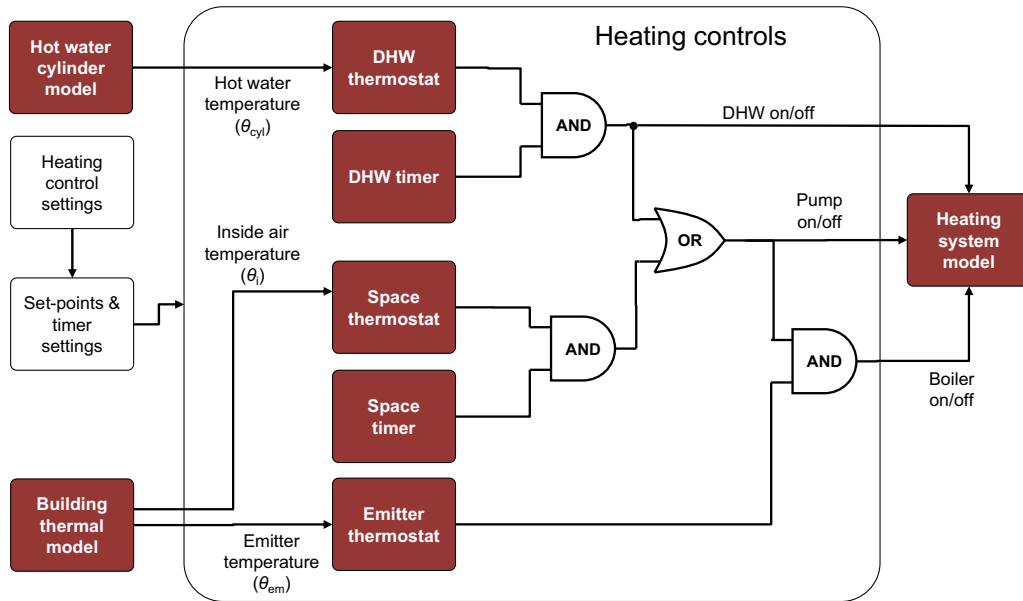 Heating controls
Hot water
cylinder
model
Hot water
temperature
(θcyl)
DHW
thermostat
AND
DHW on/off
Heating
control
settings
DHW timer
Inside air
temperature
(θi)
OR
Pump
on/off
Heating
system
model
Set-points &
timer
settings
Space
thermostat
AND
AND
Boiler
on/off
Space
timer
Building
thermal
model
Emitter
temperature
(θem)
Emitter
thermostat